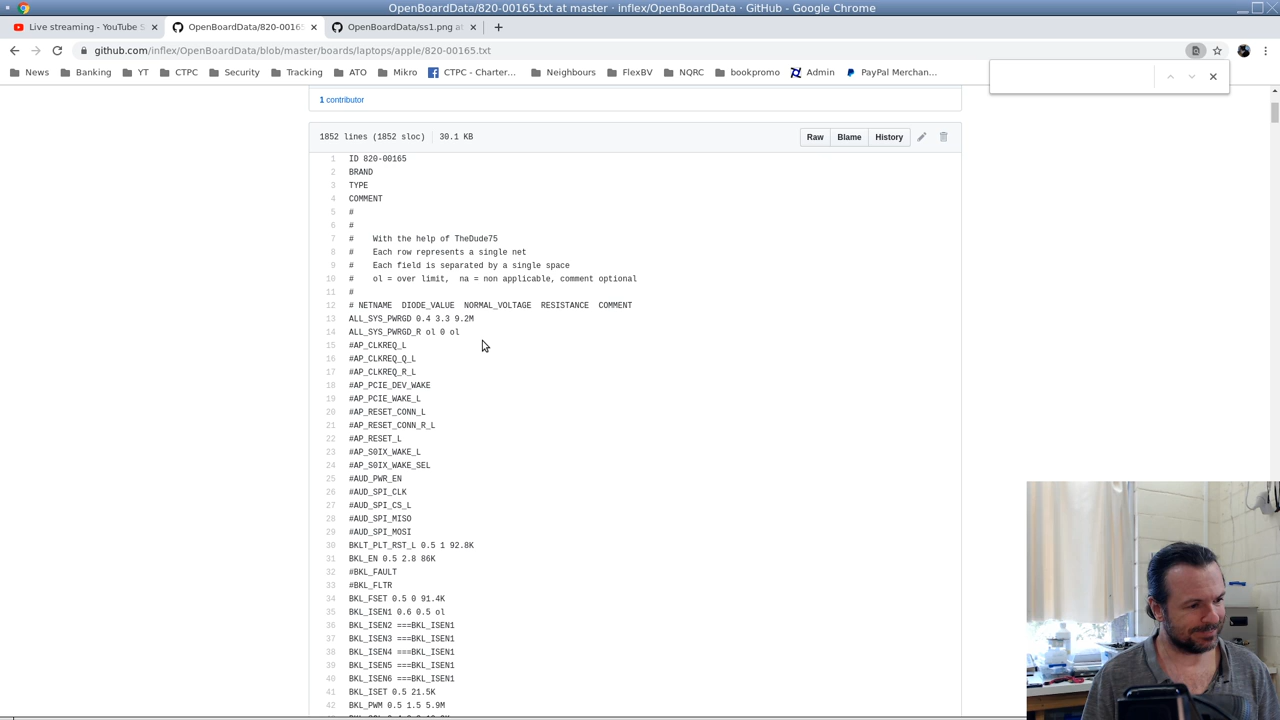 OpenBoardData/820-00165.txt at master · inflex/OpenBoardData · GitHub - Google Chrome
Live streaming - YouTube S
OpenBoardData/820-00165
OpenBoardData/ss1.png a
github.com/inflex/OpenBoardData/blob/master/boards/laptops/apple/820-00165.txt
News Banking YT CTPC Security Tracking ATO Mikro CTPC - Charter... Neighbours FlexBV NQRC bookpromo Admin PayPal Merchan...
1 contributor
1852 lines (1852 sloc) 30.1 KB Raw Blame History
1 ID 820-00165
2 BRAND
3 TYPE
4 COMMENT
5 #
6 #
7 # With the help of TheDude75
8 # Each row represents a single net
9 # Each field is separated by a single space
10 # ol = over limit, na = non applicable, comment optional
11 #
12 # NETNAME DIODE_VALUE NORMAL_VOLTAGE RESISTANCE COMMENT
13 ALL_SYS_PWRGD 0.4 3.3 9.2M
14 ALL_SYS_PWRGD_R ol 0 ol
15 #AP_CLKREQ_L
16 #AP_CLKREQ_Q_L
17 #AP_CLKREQ_R_L
18 #AP_PCIE_DEV_WAKE
19 #AP_PCIE_WAKE_L
20 #AP_RESET_CONN_L
21 #AP_RESET_CONN_R_L
22 #AP_RESET_L
23 #AP_S0IX_WAKE_L
24 #AP_S0IX_WAKE_SEL
25 #AUD_PWR_EN
26 #AUD_SPI_CLK
27 #AUD_SPI_CS_L
28 #AUD_SPI_MISO
29 #AUD_SPI_MOSI
30 BKLT_PLT_RST_L 0.5 1 92.8K
31 BKL_EN 0.5 2.8 86K
32 #BKL_FAULT
33 #BKL_FLTR
34 BKL_FSET 0.5 0 91.4K
35 BKL_ISEN1 0.6 0.5 ol
36 BKL_ISEN2 ===BKL_ISEN1
37 BKL_ISEN3 ===BKL_ISEN1
38 BKL_ISEN4 ===BKL_ISEN1
39 BKL_ISEN5 ===BKL_ISEN1
40 BKL_ISEN6 ===BKL_ISEN1
41 BKL_ISET 0.5 21.5K
42 BKL_PWM 0.5 1.5 5.9M